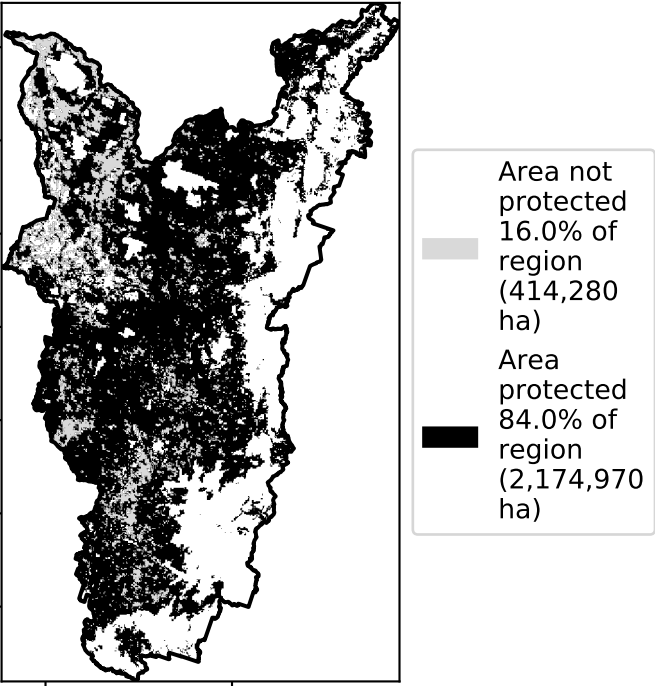 Area not
protected
16.0% of
region
(414,280
ha)
Area
protected
84.0% of
region
(2,174,970
ha)